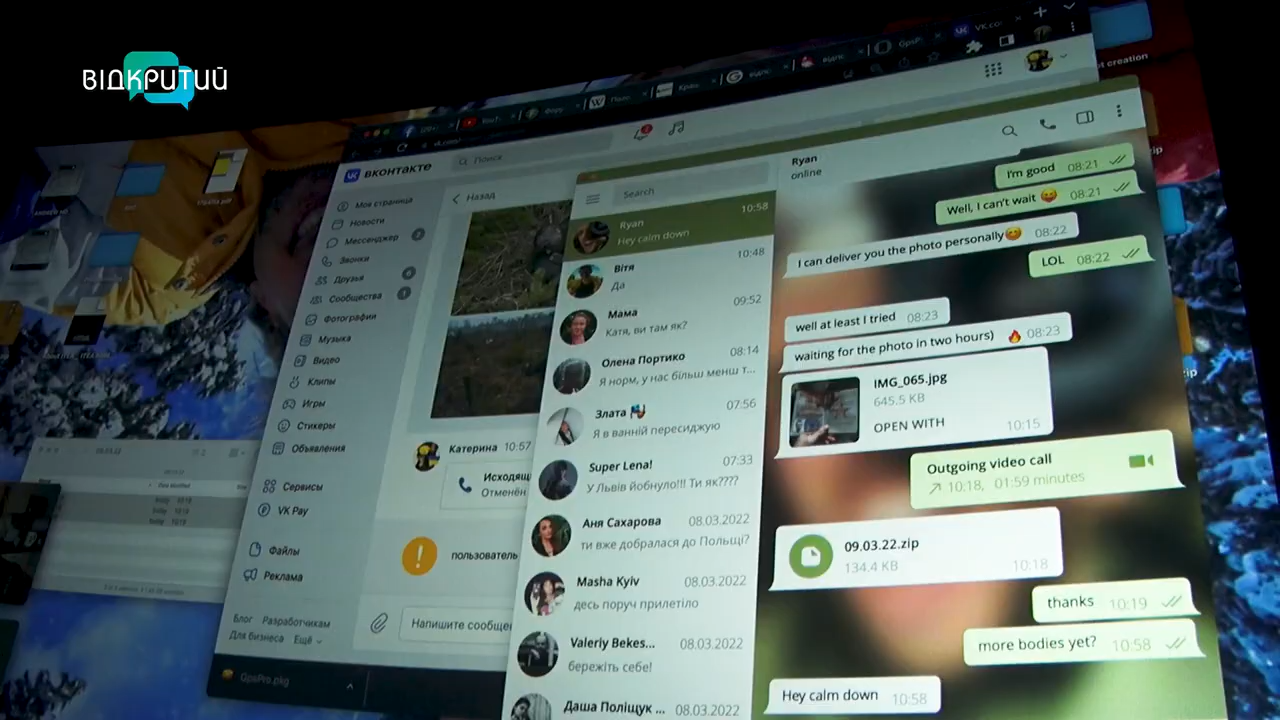 ВІДКРИТИЙ
ВКОНТАКТЕ
Поиск
Моя страница
Новости
Мессенджер
Звонки
Друзья
Сообщества
Фотографии
Музыка
Видео
Клипы
Игры
Стикеры
Объявления
Сервисы
VK Pay
Файлы
Реклама
Блог Разработчикам
Для бизнеса Ещё
GpsPro.pkg
Назад
Катерина 10:57
Исходящ
Отменён
пользователь
Напишите сообщен
Search
Ryan 10:58
Hey calm down
Вітя 10:48
Да
Мама 09:52
Катя, ви там як?
Олена Портико 08:14
Я норм, у нас більш менш т...
Злата 07:56
Я в ванній пересиджую
Super Lena! 07:33
У Львів йобнуло!!! Ти як????
Аня Сахарова 08.03.2022
ти вже добралася до Польщі?
Masha Kyiv 08.03.2022
десь поруч прилетіло
Valeriy Bekes... 08.03.2022
бережіть себе!
Даша Поліщук ... 08.03.2022
Ryan
online
I'm good 08:21
Well, I can't wait 😋 08:21
I can deliver you the photo personally😋 08:22
LOL 08:22
well at least I tried 08:23
waiting for the photo in two hours) 🔥 08:23
IMG_065.jpg
645.5 KB
OPEN WITH 10:15
Outgoing video call
10:18, 01:59 minutes
09.03.22.zip
134.4 KB 10:18
thanks 10:19
more bodies yet? 10:58
Hey calm down 10:58